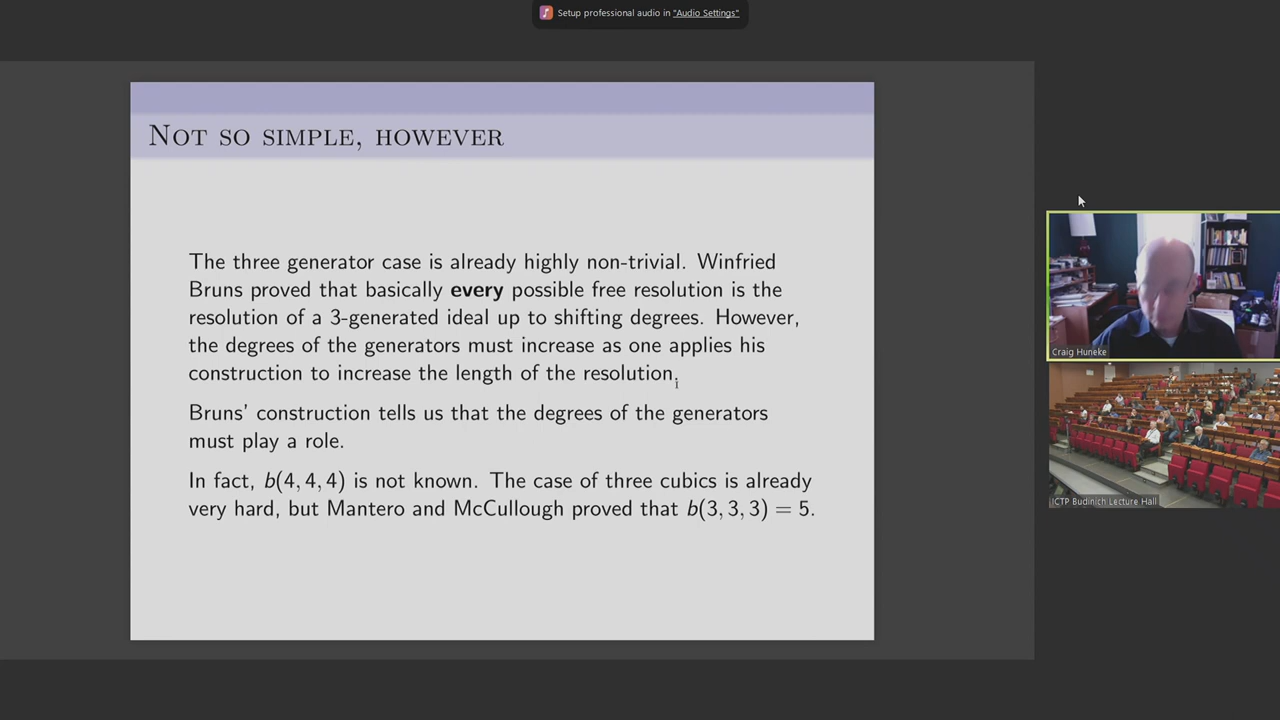 Setup professional audio in "Audio Settings"
Not so simple, however
The three generator case is already highly non-trivial. Winfried
Bruns proved that basically every possible free resolution is the
resolution of a 3-generated ideal up to shifting degrees. However,
the degrees of the generators must increase as one applies his
construction to increase the length of the resolution.
Bruns' construction tells us that the degrees of the generators
must play a role.
In fact, b(4, 4, 4) is not known. The case of three cubics is already
very hard, but Mantero and McCullough proved that b(3, 3, 3) = 5.
Craig Huneke
ICTP Budinich Lecture Hall